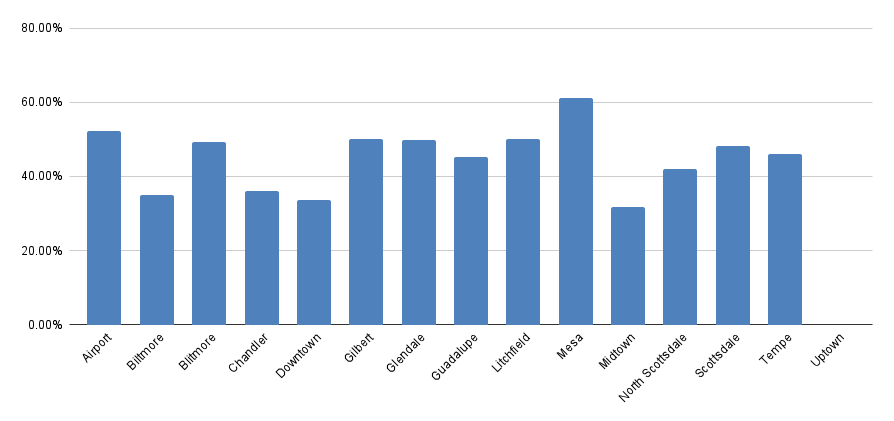 80.00%
60.00%
40.00%
20.00%
0.00%
Airport
Biltmore
Biltmore
Chandler
Downtown
Gilbert
Glendale
Guadalupe
Litchfield
Mesa
Midtown
North Scottsdale
Scottsdale
Tempe
Uptown